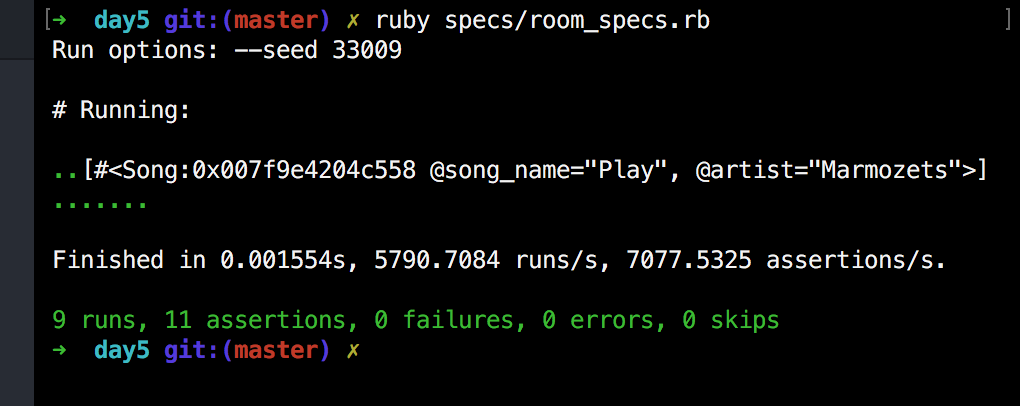 [➜ day5 git:(master) ✗ ruby specs/room_specs.rb ]
Run options: --seed 33009
# Running:
..[#<Song:0x007f9e4204c558 @song_name="Play", @artist="Marmozets">]
.......
Finished in 0.001554s, 5790.7084 runs/s, 7077.5325 assertions/s.
9 runs, 11 assertions, 0 failures, 0 errors, 0 skips
➜ day5 git:(master) ✗